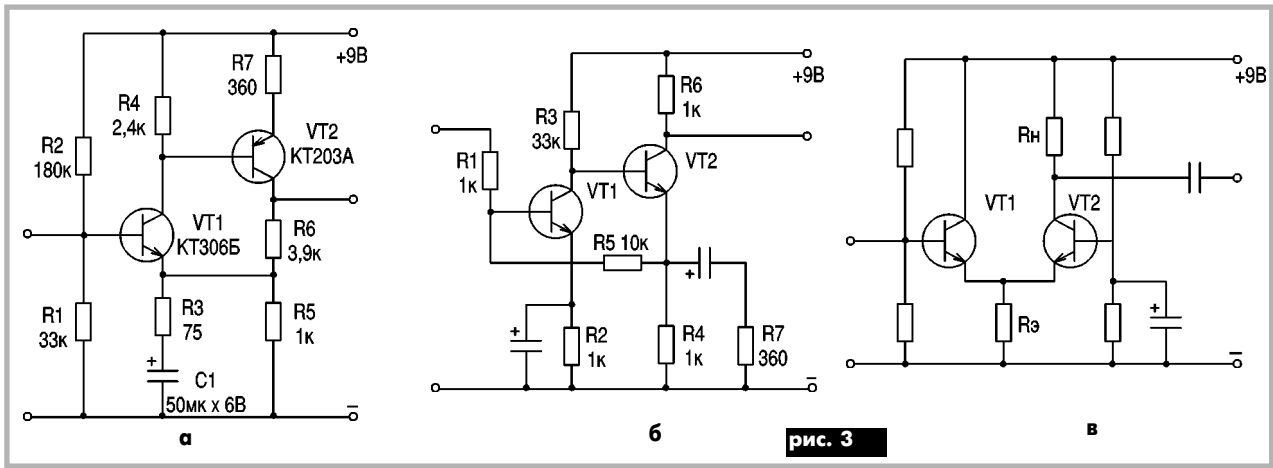 R7
360
+9В
R4
2,4к
VT2
КТ203А
R2
180к
VT1
КТ306Б
R6
3,9к
R3
75
R5
1к
R1
33к
+
C1
50мк х 6В
–
а
R6
1к
+9В
R3
33к
R1
1к
VT2
VT1
R5 10к
+
+
R2
1к
R4
1к
R7
360
–
б
+9В
Rн
VT1
VT2
Rэ
+
–
в
рис. 3